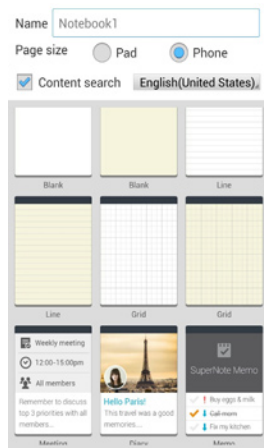 Name Notebook1
Page size Pad Phone
Content search English(United States)
Blank Blank Line
Line Grid Grid
Weekly meeting
12:00-15:00pm
All members
Remember to discuss
top 3 priorities with all
members...
Hello Paris!
This travel was a good
memories...
SuperNote Memo
Buy eggs & milk
Call mom
Fix my kitchen
Meeting Diary Memo